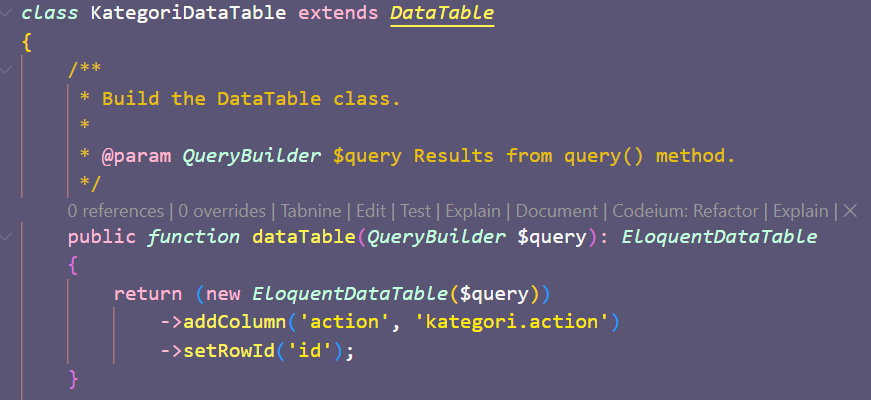 class KategoriDataTable extends DataTable
{
/**
* Build the DataTable class.
*
* @param QueryBuilder $query Results from query() method.
*/
0 references | 0 overrides | Tabnine | Edit | Test | Explain | Document | Codeium: Refactor | Explain | ×
public function dataTable(QueryBuilder $query): EloquentDataTable
{
return (new EloquentDataTable($query))
->addColumn('action', 'kategori.action')
->setRowId('id');
}